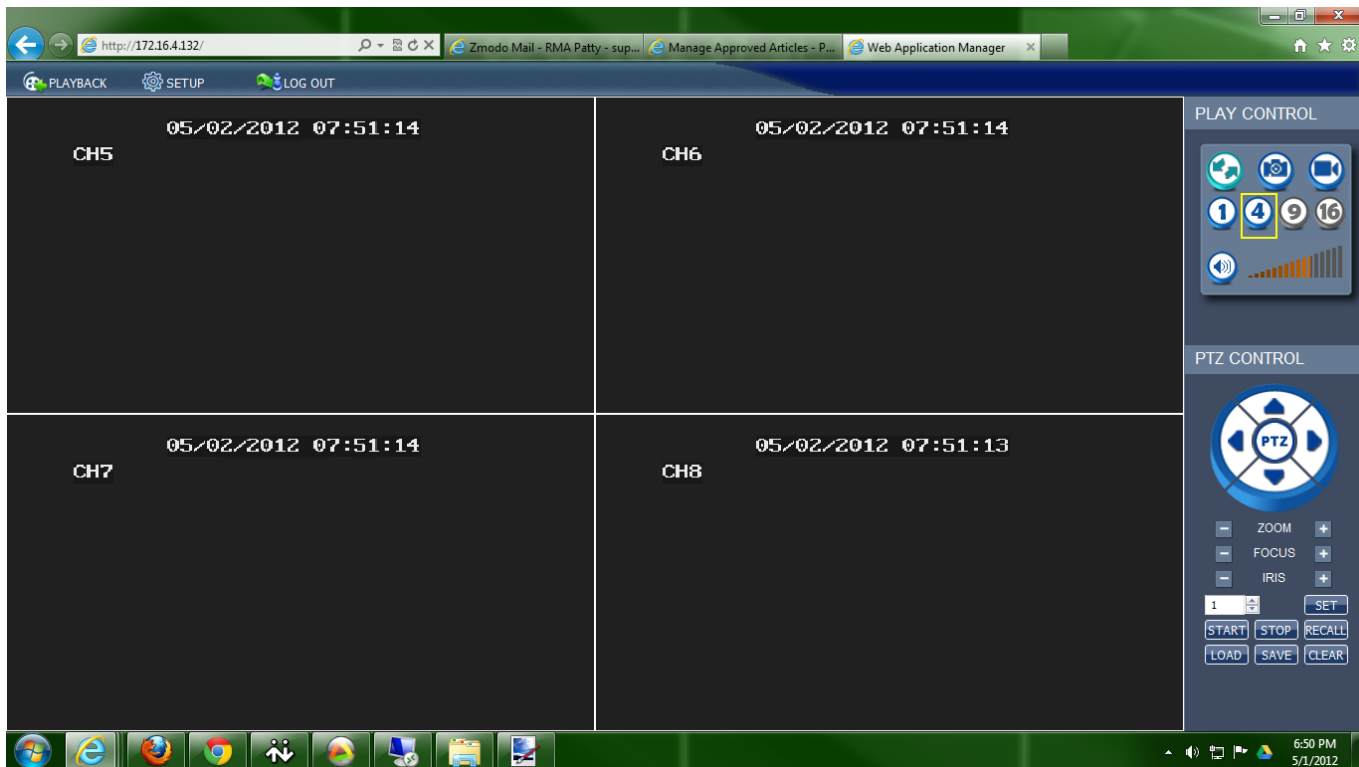 http://172.16.4.132/
Zmodo Mail - RMA Patty - sup...
Manage Approved Articles - P...
Web Application Manager
PLAYBACK
SETUP
LOG OUT
05/02/2012 07:51:14
CH5
05/02/2012 07:51:14
CH6
05/02/2012 07:51:14
CH7
05/02/2012 07:51:13
CH8
PLAY CONTROL
1 4 9 16
PTZ CONTROL
PTZ
- ZOOM +
- FOCUS +
- IRIS +
1 SET
START STOP RECALL
LOAD SAVE CLEAR
6:50 PM
5/1/2012